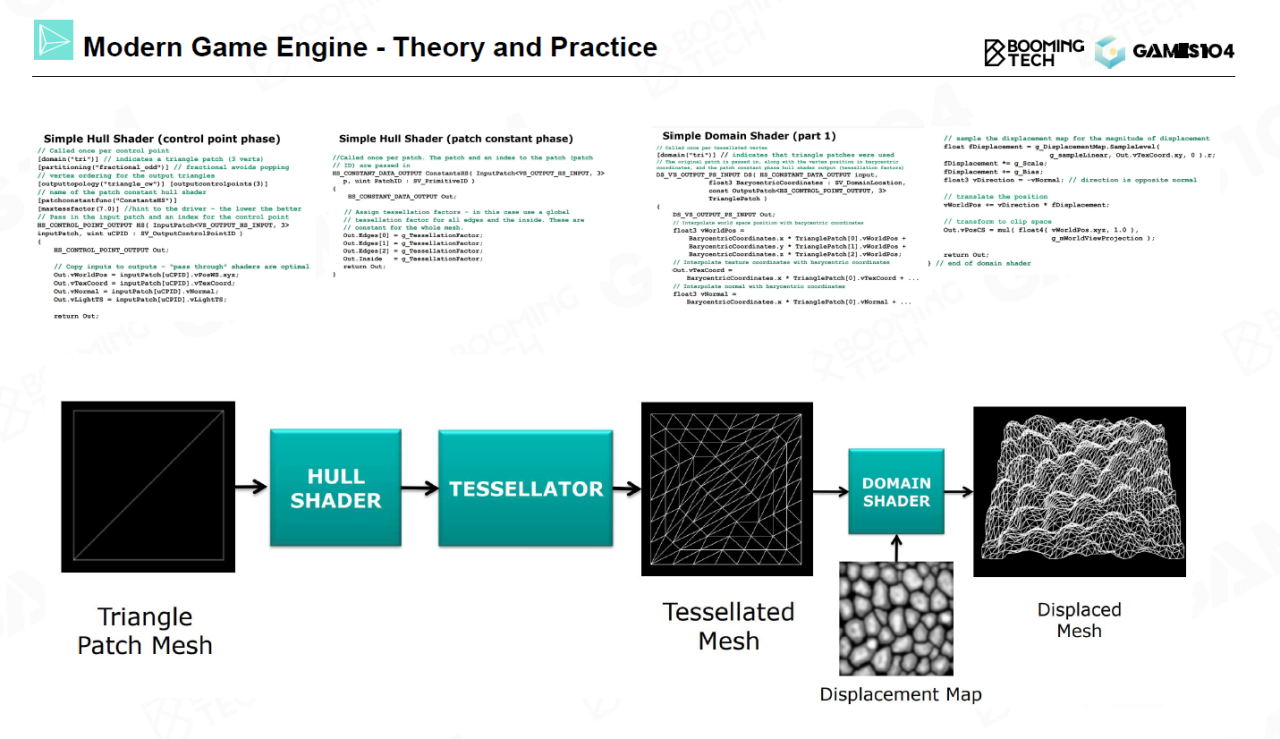 Modern Game Engine - Theory and Practice
BOOMING
TECH
GAMES104
Simple Hull Shader (control point phase)
// Called once per control point
[domain("tri")] // indicates a triangle patch (3 verts)
[partitioning("fractional_odd")] // fractional avoids popping
// vertex ordering for the output triangles
[outputtopology("triangle_cw")] [outputcontrolpoints(3)]
// name of the patch constant hull shader
[patchconstantfunc("ConstantsHS")]
[maxtessfactor(7.0)] //hint to the driver – the lower the better
// Pass in the input patch and an index for the control point
HS_CONTROL_POINT_OUTPUT HS( InputPatch<VS_OUTPUT_HS_INPUT, 3>
inputPatch, uint uCPID : SV_OutputControlPointID )
{
HS_CONTROL_POINT_OUTPUT Out;
// Copy inputs to outputs – "pass through" shaders are optimal
Out.vWorldPos = inputPatch[uCPID].vPosWS.xyz;
Out.vTexCoord = inputPatch[uCPID].vTexCoord;
Out.vNormal = inputPatch[uCPID].vNormal;
Out.vLightTS = inputPatch[uCPID].vLightTS;
return Out;
Simple Hull Shader (patch constant phase)
//Called once per patch. The patch and an index to the patch (patch
// ID) are passed in
HS_CONSTANT_DATA_OUTPUT ConstantsHS( InputPatch<VS_OUTPUT_HS_INPUT, 3>
p, uint PatchID : SV_PrimitiveID )
{
HS_CONSTANT_DATA_OUTPUT Out;
// Assign tessellation factors – in this case use a global
// tessellation factor for all edges and the inside. These are
// constant for the whole mesh.
Out.Edges[0] = g_TessellationFactor;
Out.Edges[1] = g_TessellationFactor;
Out.Edges[2] = g_TessellationFactor;
Out.Inside = g_TessellationFactor;
return Out;
}
Simple Domain Shader (part 1)
// Called once per tessellated vertex
[domain("tri")] // indicates that triangle patches were used
// The original patch is passed in, along with the vertex position in barycentric
// coordinates, and the patch constant phase hull shader output (tessellation factors)
DS_VS_OUTPUT_PS_INPUT DS( HS_CONSTANT_DATA_OUTPUT input,
float3 BarycentricCoordinates : SV_DomainLocation,
const OutputPatch<HS_CONTROL_POINT_OUTPUT, 3>
TrianglePatch )
{
DS_VS_OUTPUT_PS_INPUT Out;
// Interpolate world space position with barycentric coordinates
float3 vWorldPos =
BarycentricCoordinates.x * TrianglePatch[0].vWorldPos +
BarycentricCoordinates.y * TrianglePatch[1].vWorldPos +
BarycentricCoordinates.z * TrianglePatch[2].vWorldPos;
// Interpolate texture coordinates with barycentric coordinates
Out.vTexCoord =
BarycentricCoordinates.x * TrianglePatch[0].vTexCoord + ...
// Interpolate normal with barycentric coordinates
float3 vNormal =
BarycentricCoordinates.x * TrianglePatch[0].vNormal + ...
// sample the displacement map for the magnitude of displacement
float fDisplacement = g_DisplacementMap.SampleLevel(
g_sampleLinear, Out.vTexCoord.xy, 0 ).r;
fDisplacement *= g_Scale;
fDisplacement += g_Bias;
float3 vDirection = -vNormal; // direction is opposite normal
// translate the position
vWorldPos += vDirection * fDisplacement;
// transform to clip space
Out.vPosCS = mul( float4( vWorldPos.xyz, 1.0 ),
g_mWorldViewProjection );
return Out;
} // end of domain shader
HULL
SHADER
TESSELLATOR
DOMAIN
SHADER
Triangle
Patch Mesh
Tessellated
Mesh
Displacement Map
Displaced
Mesh